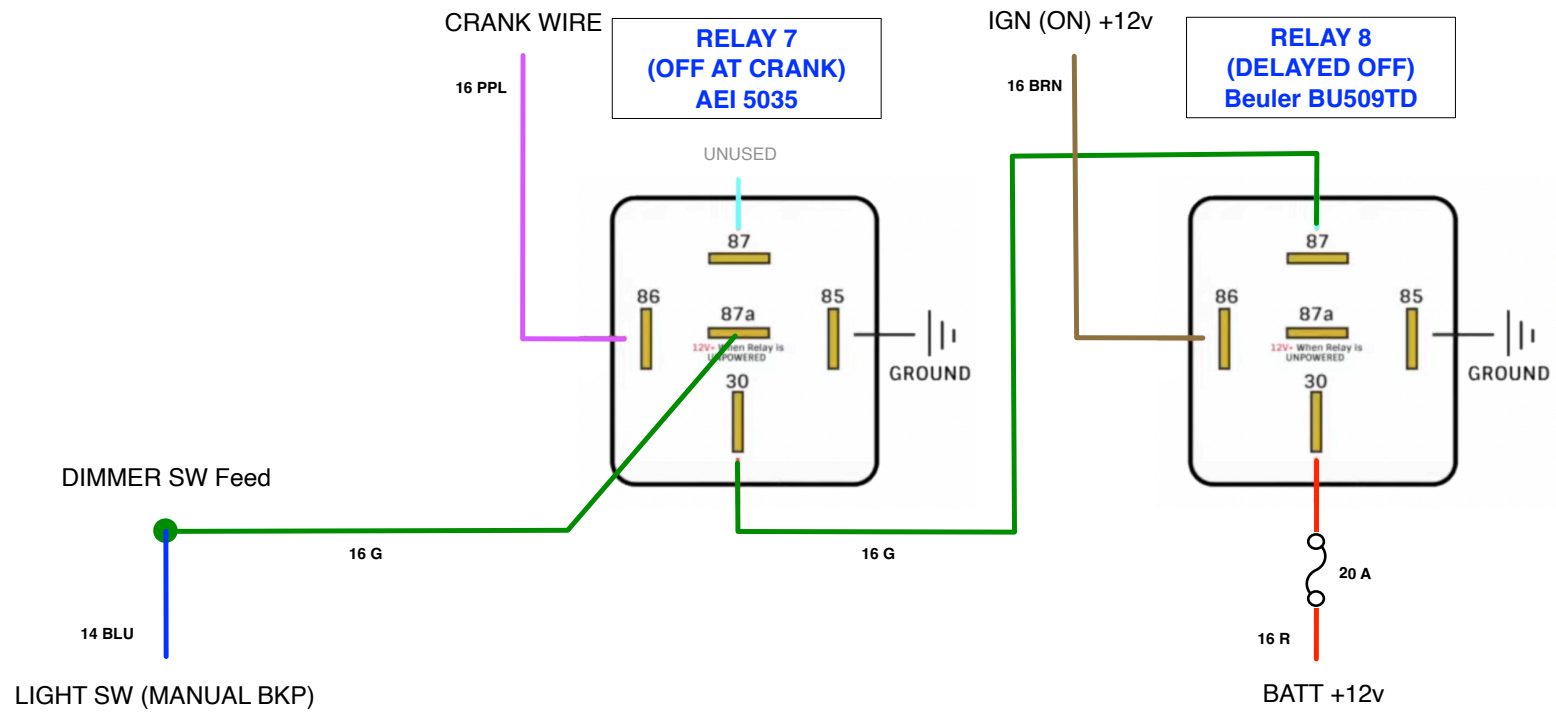 CRANK WIRE
RELAY 7
(OFF AT CRANK)
AEI 5035
16 PPL
UNUSED
87
86
87a
85
12V+ When Relay is
UNPOWERED
30
GROUND
IGN (ON) +12v
RELAY 8
(DELAYED OFF)
Beuler BU509TD
16 BRN
87
86
87a
85
12V+ When Relay is
UNPOWERED
30
GROUND
DIMMER SW Feed
16 G
16 G
20 A
14 BLU
16 R
LIGHT SW (MANUAL BKP)
BATT +12v